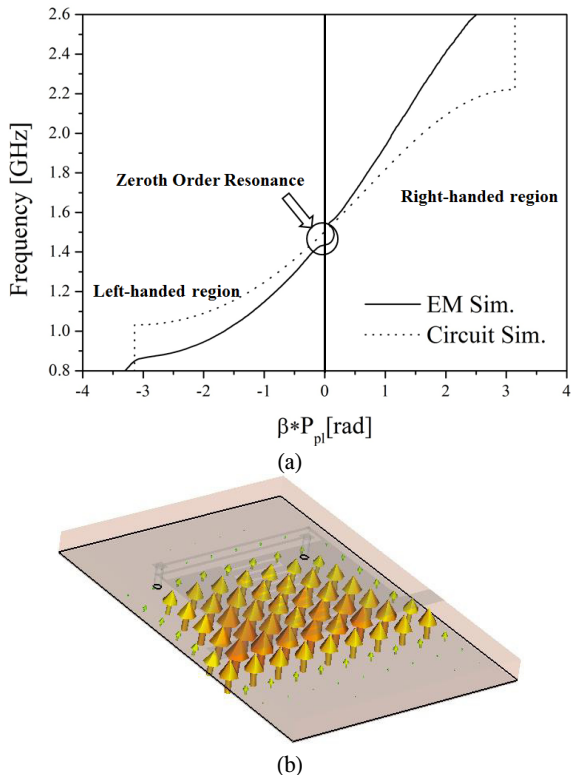 2.6
2.4
2.2
2.0
1.8
1.6
1.4
1.2
1.0
0.8
Frequency [GHz]
Zeroth Order Resonance
Right-handed region
Left-handed region
EM Sim.
Circuit Sim.
-4 -3 -2 -1 0 1 2 3 4
β*P_pl[rad]
(a)
(b)